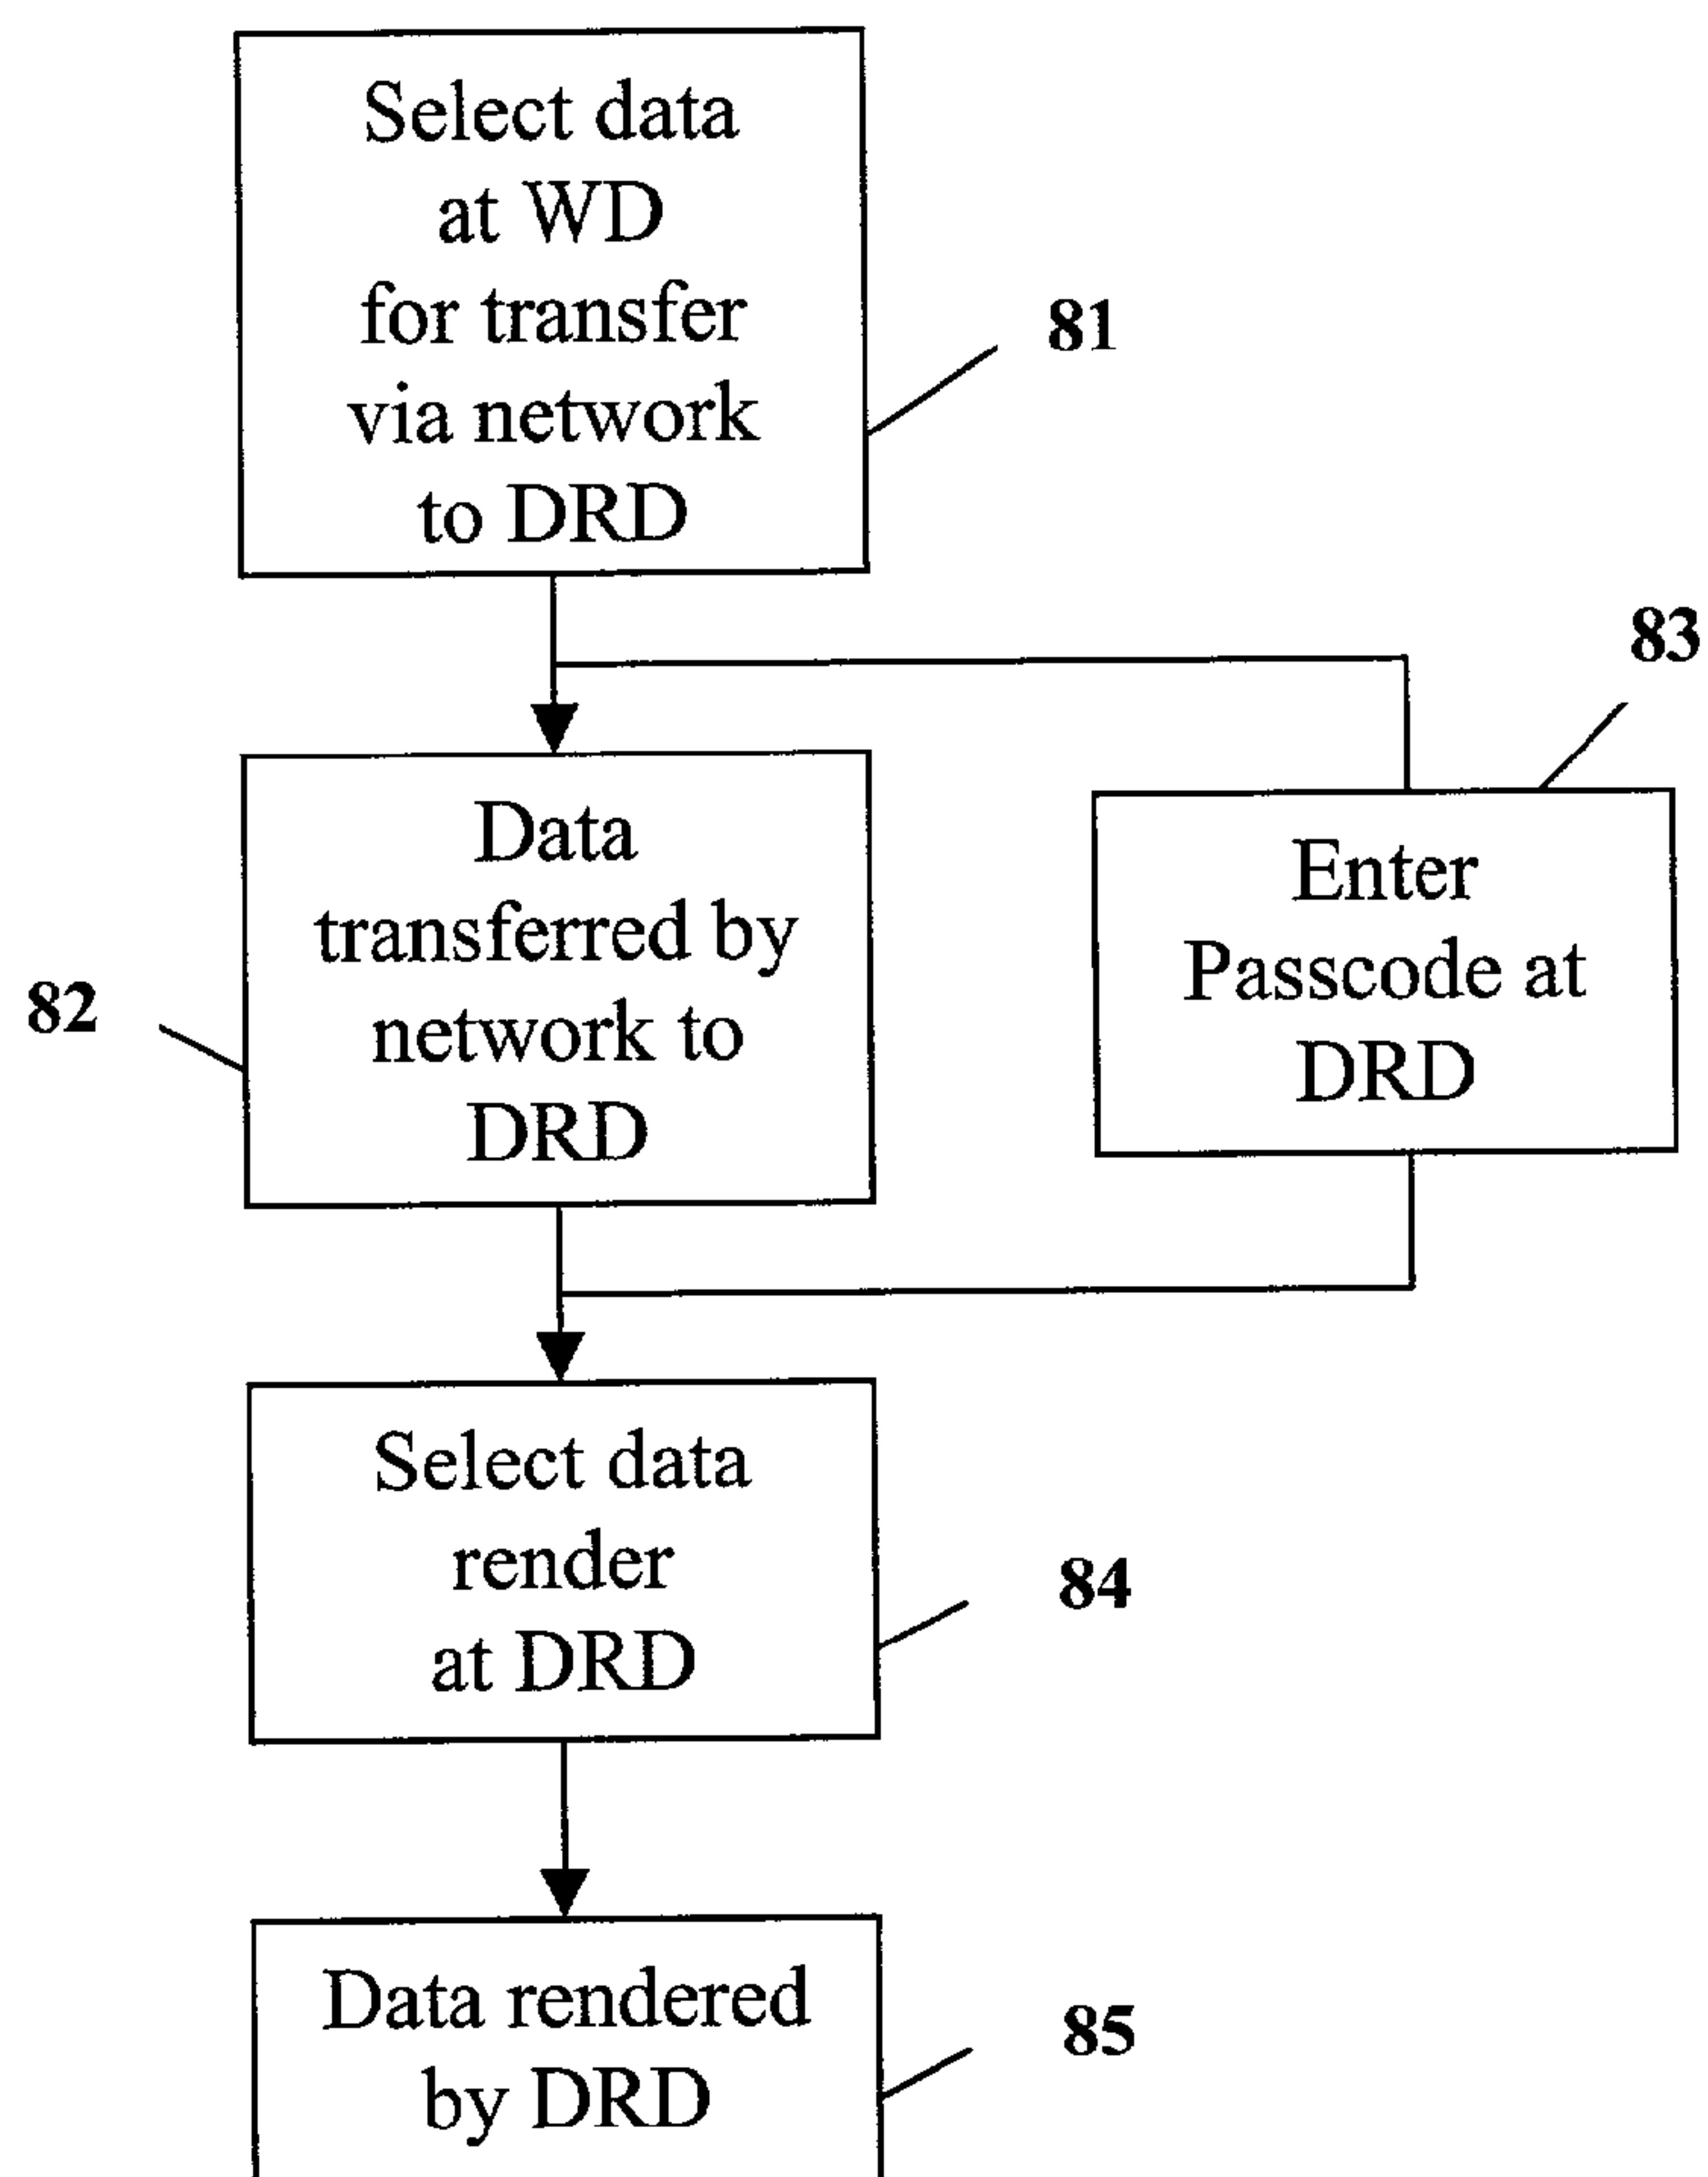 Select data
at WD
for transfer
via network
to DRD
81
83
Data
transferred by
network to
DRD
82
Enter
Passcode at
DRD
Select data
render
at DRD
84
Data rendered
by DRD
85